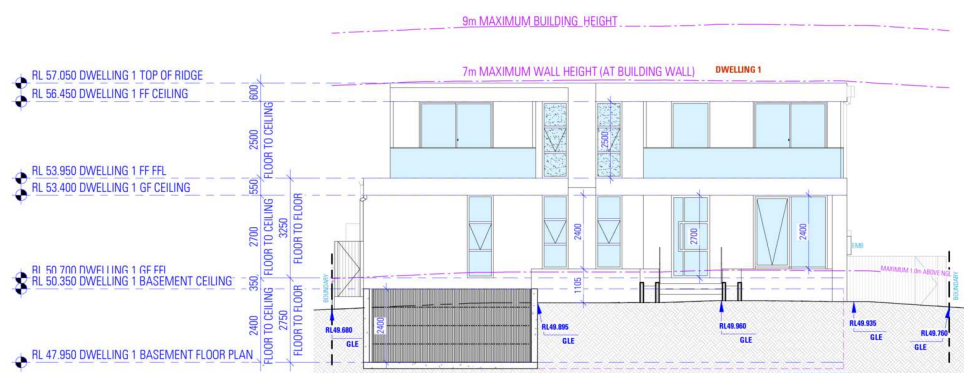 9m MAXIMUM BUILDING HEIGHT
7m MAXIMUM WALL HEIGHT (AT BUILDING WALL)
DWELLING 1
RL 57.050 DWELLING 1 TOP OF RIDGE
600
RL 56.450 DWELLING 1 FF CEILING
2500
FLOOR TO CEILING
2500
RL 53.950 DWELLING 1 FF FFL
550
RL 53.400 DWELLING 1 GF CEILING
2700
FLOOR TO CEILING
3250
FLOOR TO FLOOR
2400
2700
2400
EMB
RL 50.700 DWELLING 1 GF FFL
350
RL 50.350 DWELLING 1 BASEMENT CEILING
MAXIMUM 1.0m ABOVE NGL
BOUNDARY
BOUNDARY
1105
2400
FLOOR TO CEILING
2750
FLOOR TO FLOOR
2400
RL49.680
GLE
RL49.895
GLE
RL49.960
GLE
RL49.935
GLE
RL49.760
GLE
RL 47.950 DWELLING 1 BASEMENT FLOOR PLAN